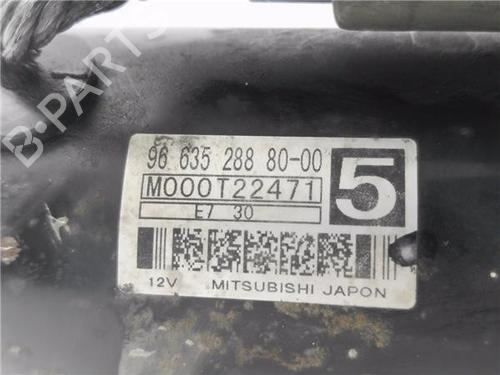 B-PARTS
96 635 288 80-00
M000T22471
5
E7 30
12V MITSUBISHI JAPON